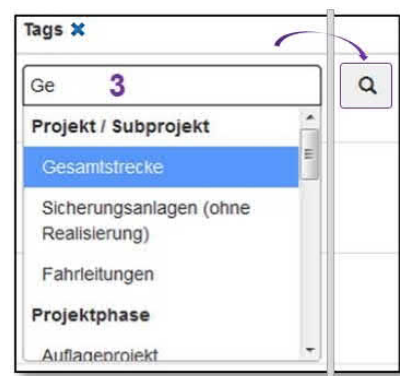 Tags ✖
Ge 3
Projekt / Subprojekt
Gesamtstrecke
Sicherungsanlagen (ohne
Realisierung)
Fahrleitungen
Projektphase
Auflageprojekt